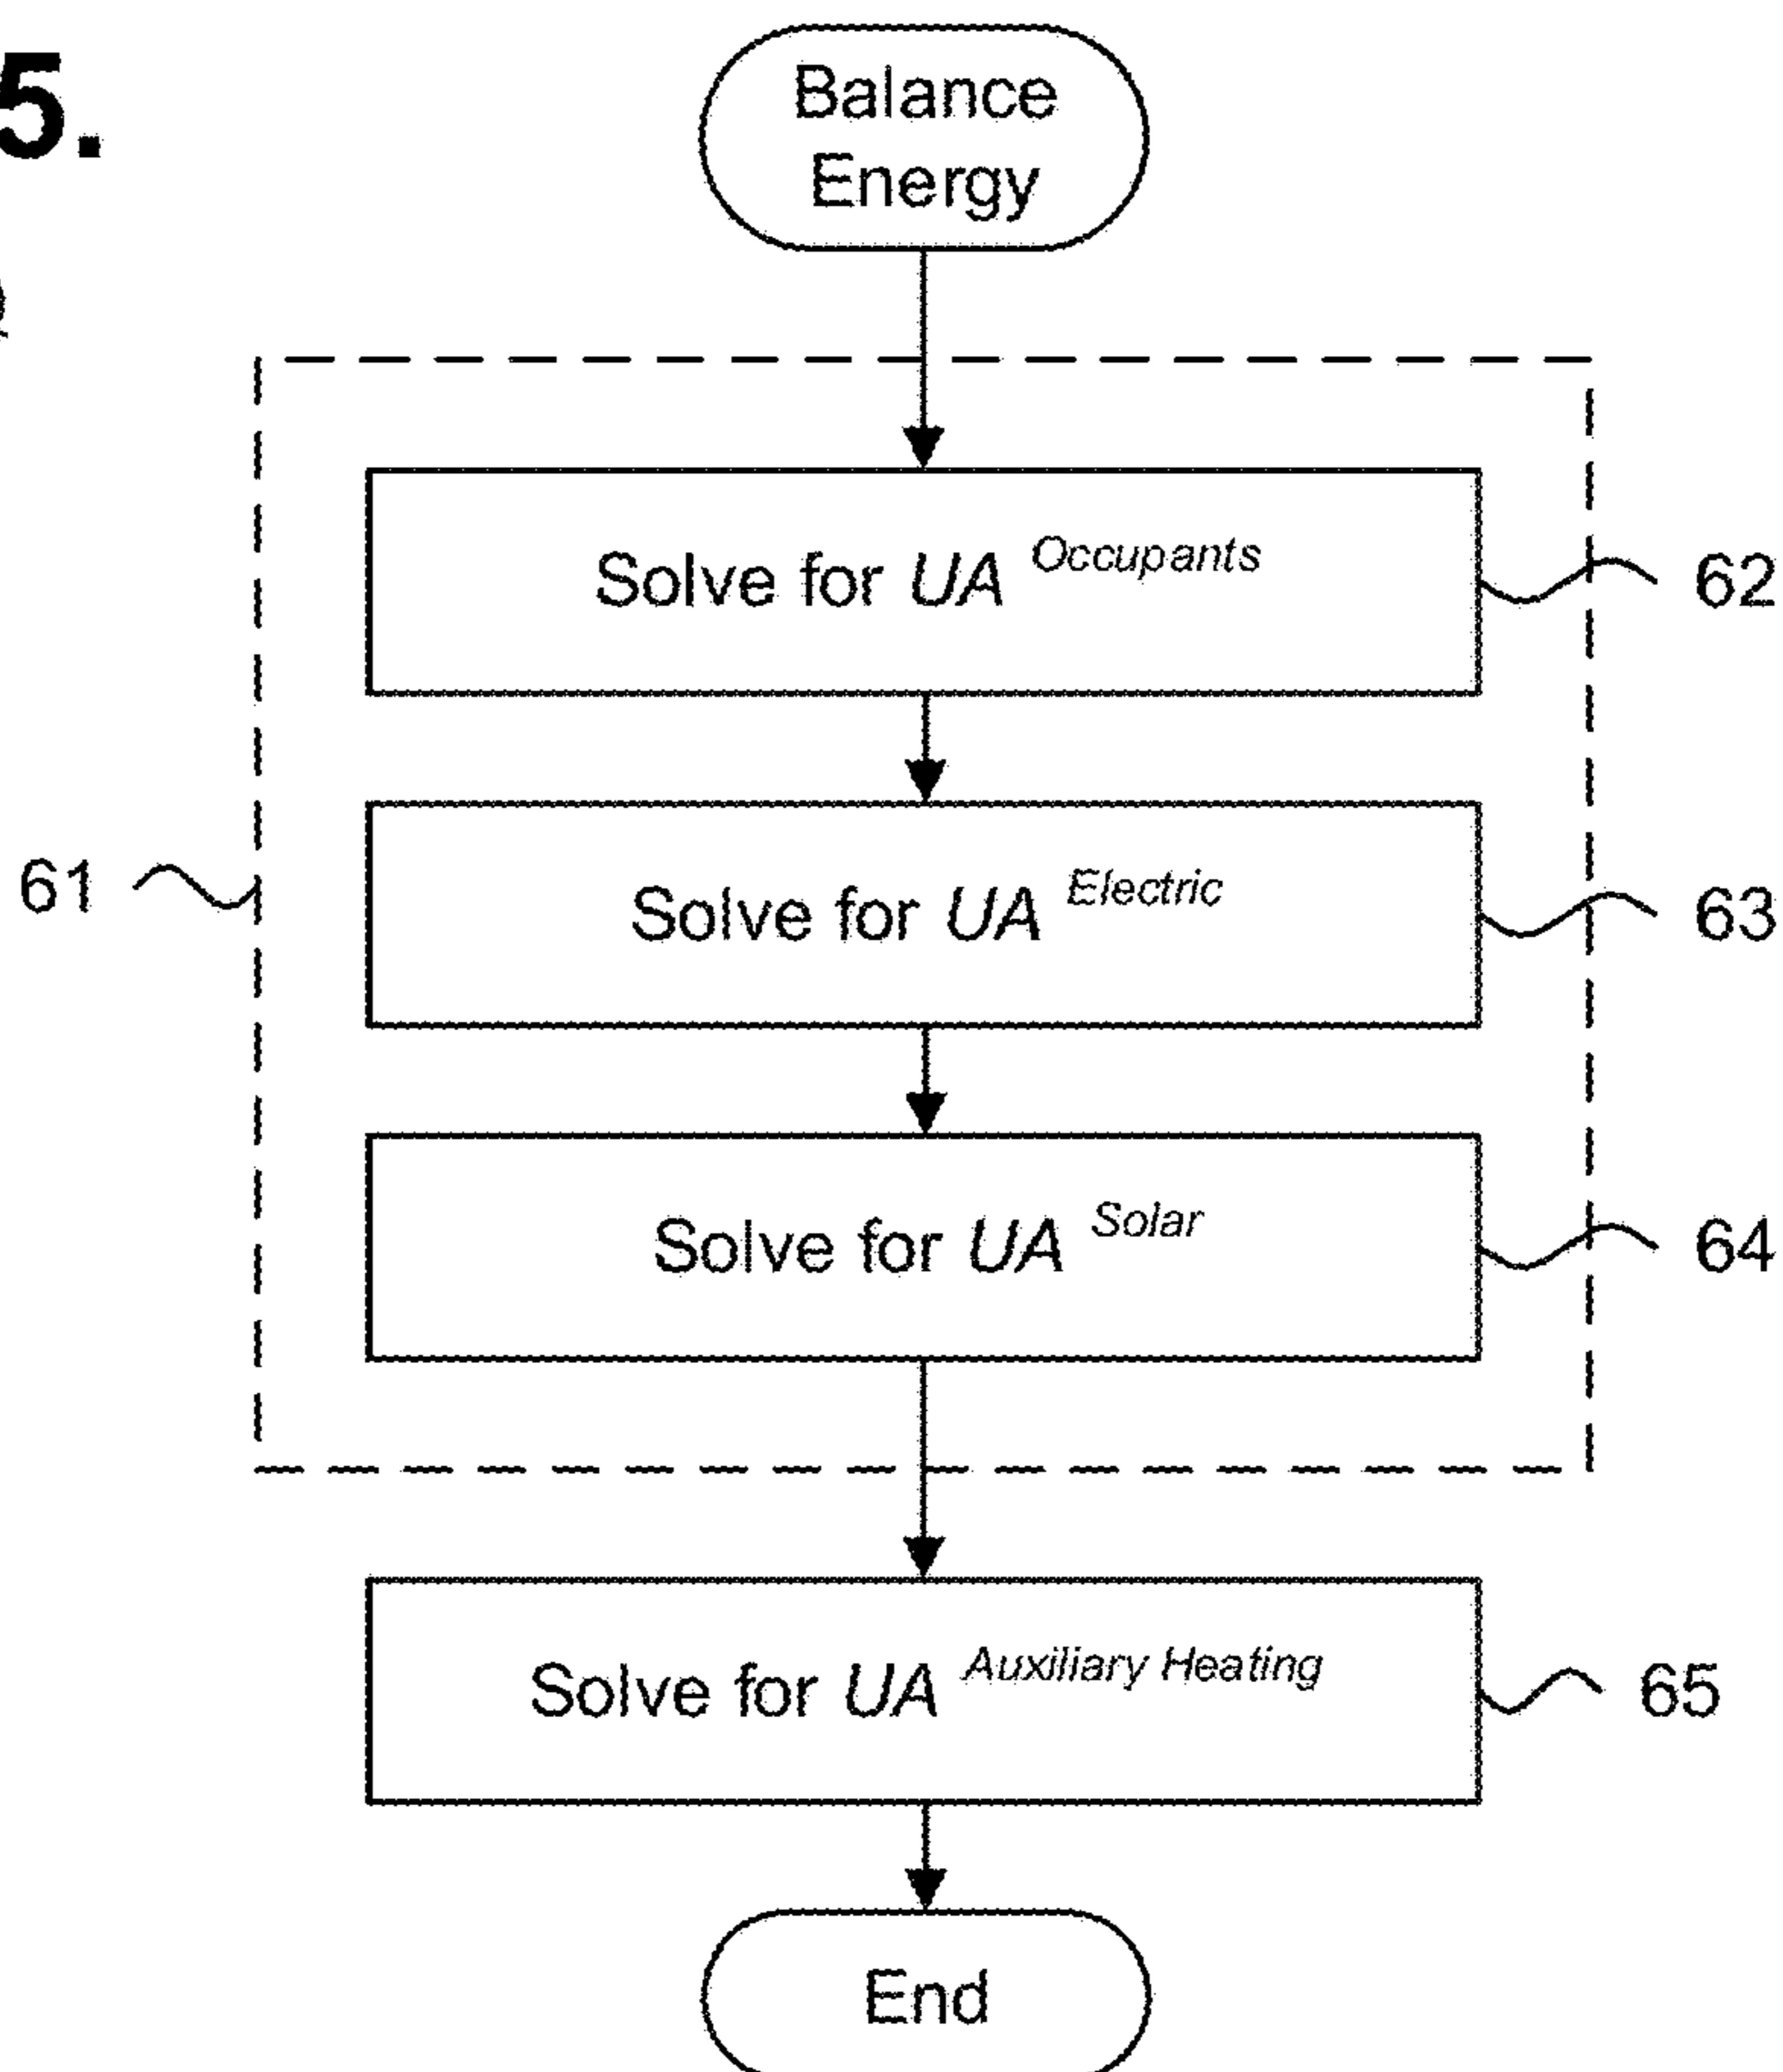 5.
Balance
Energy
Solve for UA Occupants
62
61
Solve for UA Electric
63
Solve for UA Solar
64
Solve for UA Auxiliary Heating
65
End